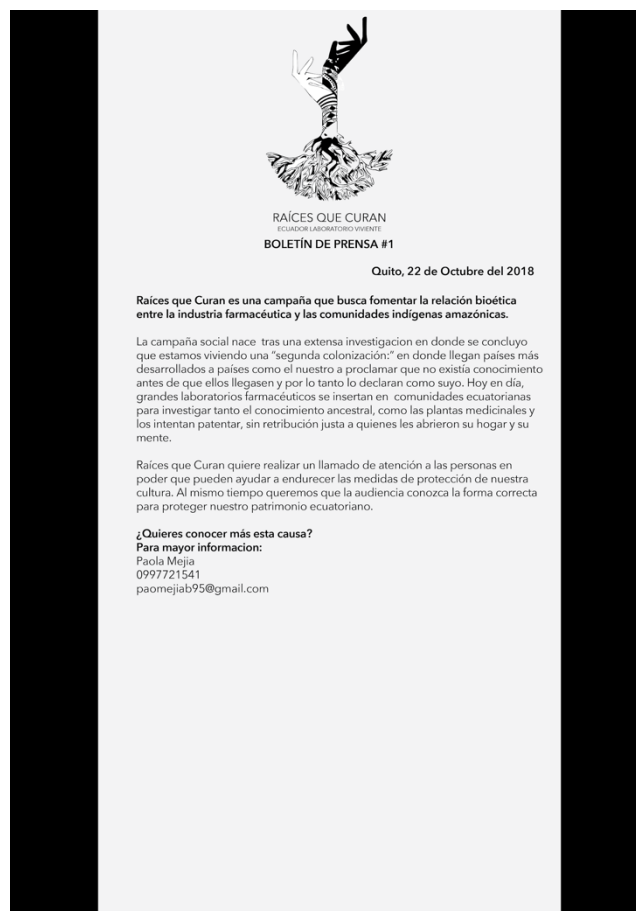 RAÍCES QUE CURAN
ECUADOR LABORATORIO VIVIENTE
BOLETÍN DE PRENSA #1
Quito, 22 de Octubre del 2018
Raíces que Curan es una campaña que busca fomentar la relación bioética
entre la industria farmacéutica y las comunidades indígenas amazónicas.
La campaña social nace  tras una extensa investigacion en donde se concluyo
que estamos viviendo una “segunda colonización:” en donde llegan países más
desarrollados a países como el nuestro a proclamar que no existía conocimiento
antes de que ellos llegasen y por lo tanto lo declaran como suyo. Hoy en día,
grandes laboratorios farmacéuticos se insertan en  comunidades ecuatorianas
para investigar tanto el conocimiento ancestral, como las plantas medicinales y
los intentan patentar, sin retribución justa a quienes les abrieron su hogar y su
mente.
Raíces que Curan quiere realizar un llamado de atención a las personas en
poder que pueden ayudar a endurecer las medidas de protección de nuestra
cultura. Al mismo tiempo queremos que la audiencia conozca la forma correcta
para proteger nuestro patrimonio ecuatoriano.
¿Quieres conocer más esta causa?
Para mayor informacion:
Paola Mejia
0997721541
paomejiab95@gmail.com